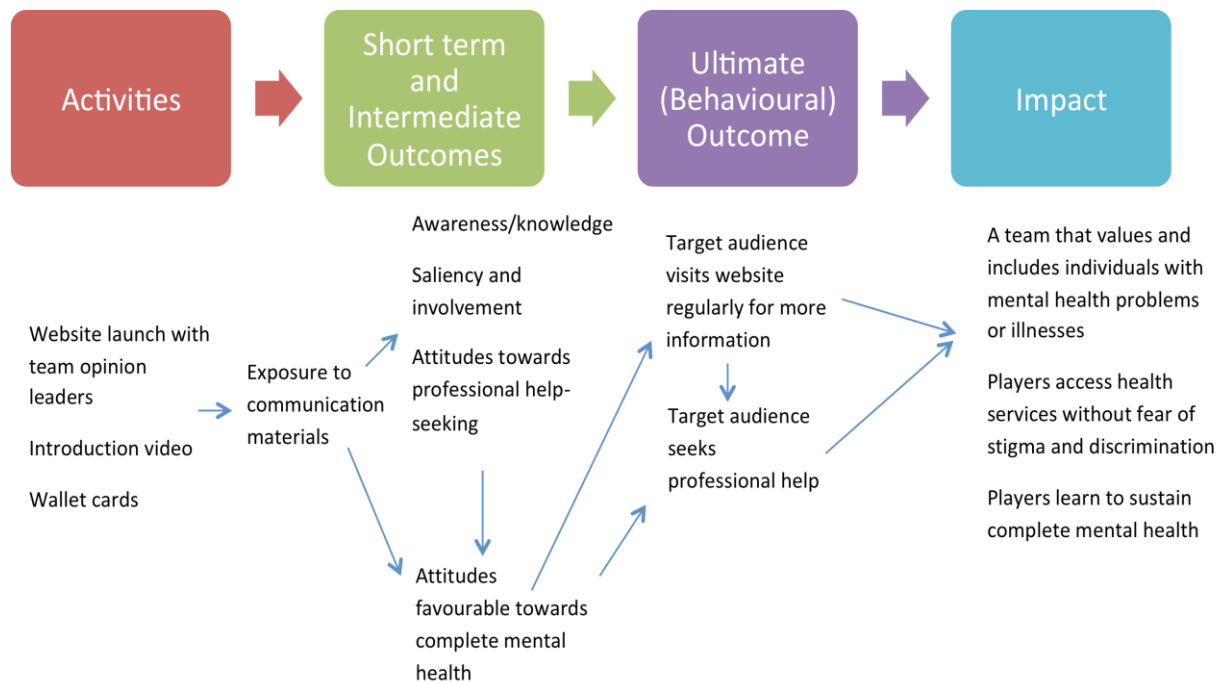 Activities
Short term
and
Intermediate
Outcomes
Ultimate
(Behavioural)
Outcome
Impact
Website launch with
team opinion
leaders
Introduction video
Wallet cards
Exposure to
communication
materials
Awareness/knowledge
Saliency and
involvement
Attitudes towards
professional help-
seeking
Attitudes
favourable towards
complete mental
health
Target audience
visits website
regularly for more
information
Target audience
seeks
professional help
A team that values and
includes individuals with
mental health problems
or illnesses
Players access health
services without fear of
stigma and discrimination
Players learn to sustain
complete mental health